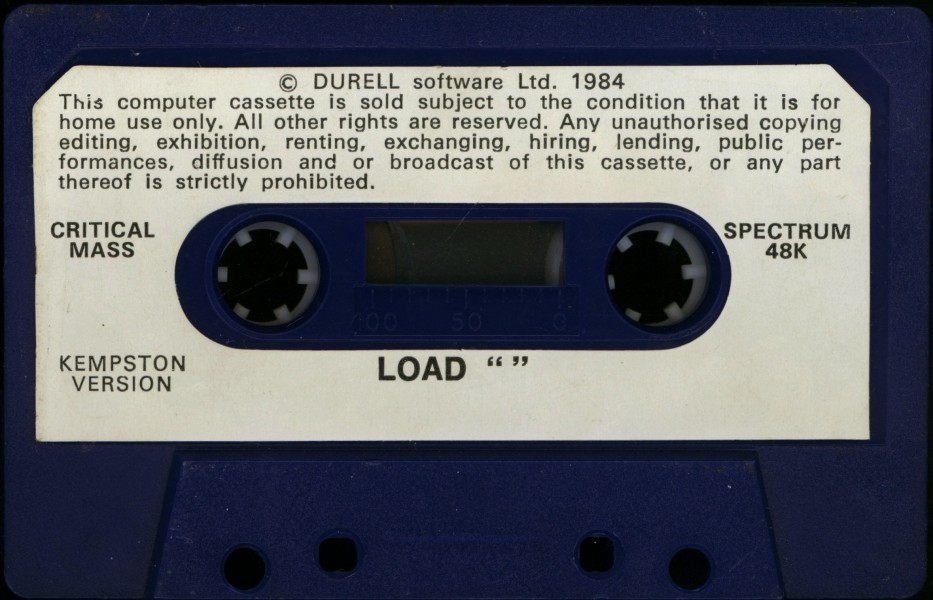 © DURELL software Ltd. 1984
This computer cassette is sold subject to the condition that it is for
home use only. All other rights are reserved. Any unauthorised copying
editing, exhibition, renting, exchanging, hiring, lending, public per-
formances, diffusion and or broadcast of this cassette, or any part
thereof is strictly prohibited.
CRITICAL
MASS
SPECTRUM
48K
00 50 0
KEMPSTON
VERSION
LOAD “ ”